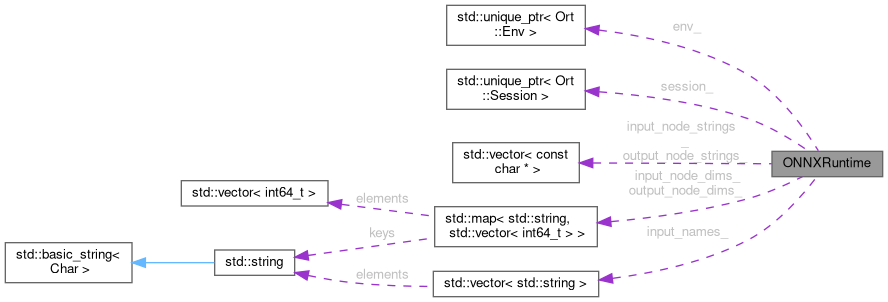 std::unique_ptr< Ort
::Env >
env_
std::unique_ptr< Ort
::Session >
session_
input_node_strings
_
output_node_strings_
std::vector< const
char * >
ONNXRuntime
input_node_dims_
output_node_dims_
std::vector< int64_t >
elements
std::map< std::string,
std::vector< int64_t > >
keys
input_names_
std::basic_string<
Char >
std::string
elements
std::vector< std::string >